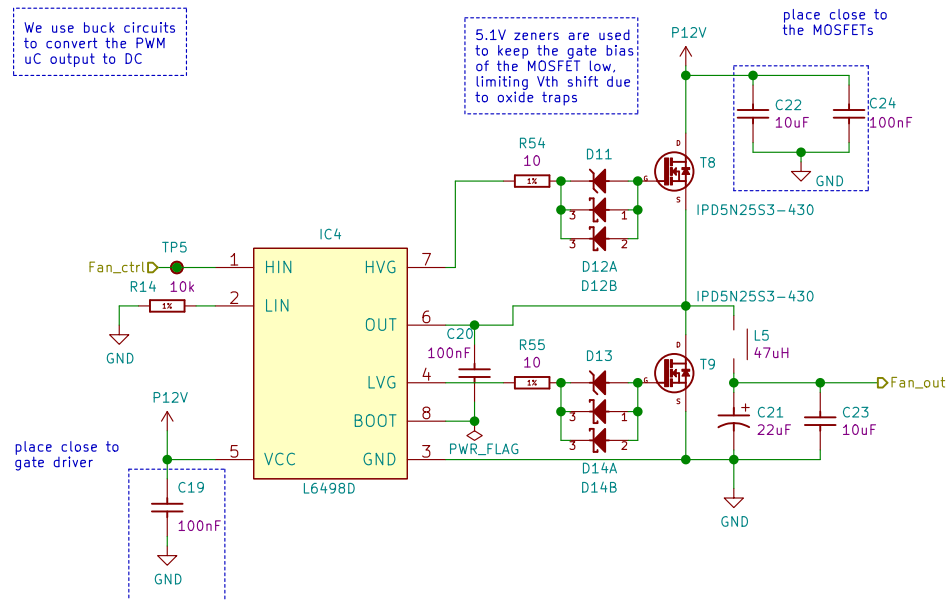 We use buck circuits
to convert the PWM
uC output to DC
5.1V zeners are used
to keep the gate bias
of the MOSFET low,
limiting Vth shift due
to oxide traps
place close to
the MOSFETs
P12V
C22
10uF
C24
100nF
GND
R54
10
1%
D11
D
G
S
T8
IPD5N25S3-430
3
1
3
2
D12A
D12B
IC4
TP5
Fan_ctrl
1
HIN
HVG
7
R14
10k
1%
2
LIN
GND
OUT
6
C20
100nF
R55
10
1%
D13
LVG
4
BOOT
8
PWR_FLAG
IPD5N25S3-430
D
G
S
T9
3
1
3
2
D14A
D14B
L5
47uH
Fan_out
+
C21
22uF
C23
10uF
GND
P12V
5
VCC
GND
3
L6498D
place close to
gate driver
C19
100nF
GND